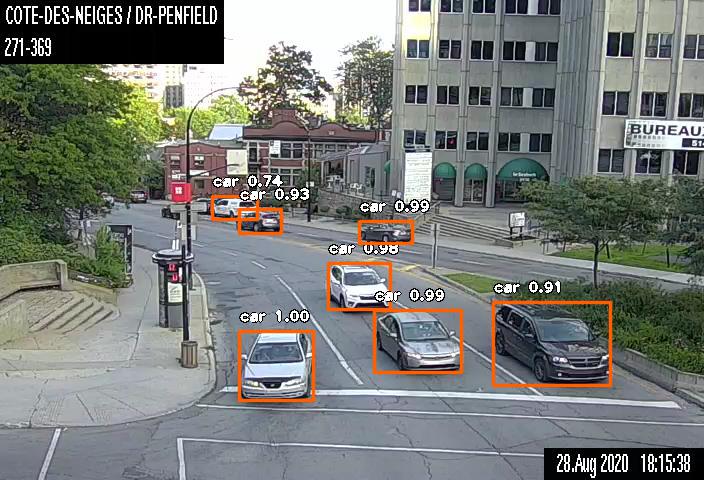 COTE-DES-NEIGES / DR-PENFIELD
271-369
BUREAUX
514
car 0.74
car 0.93
car 0.99
car 0.98
car 0.99
car 0.91
car 1.00
28.Aug 2020 18:15:38